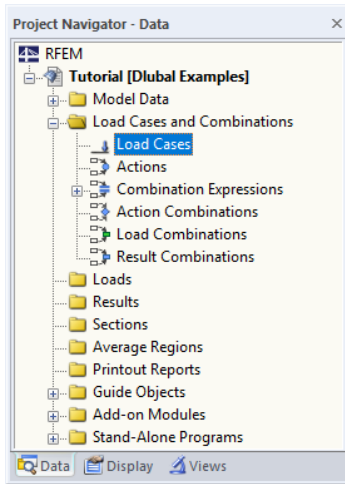 Project Navigator - Data
RFEM
Tutorial [Dlubal Examples]
Model Data
Load Cases and Combinations
Load Cases
Actions
Combination Expressions
Action Combinations
Load Combinations
Result Combinations
Loads
Results
Sections
Average Regions
Printout Reports
Guide Objects
Add-on Modules
Stand-Alone Programs
Data Display Views